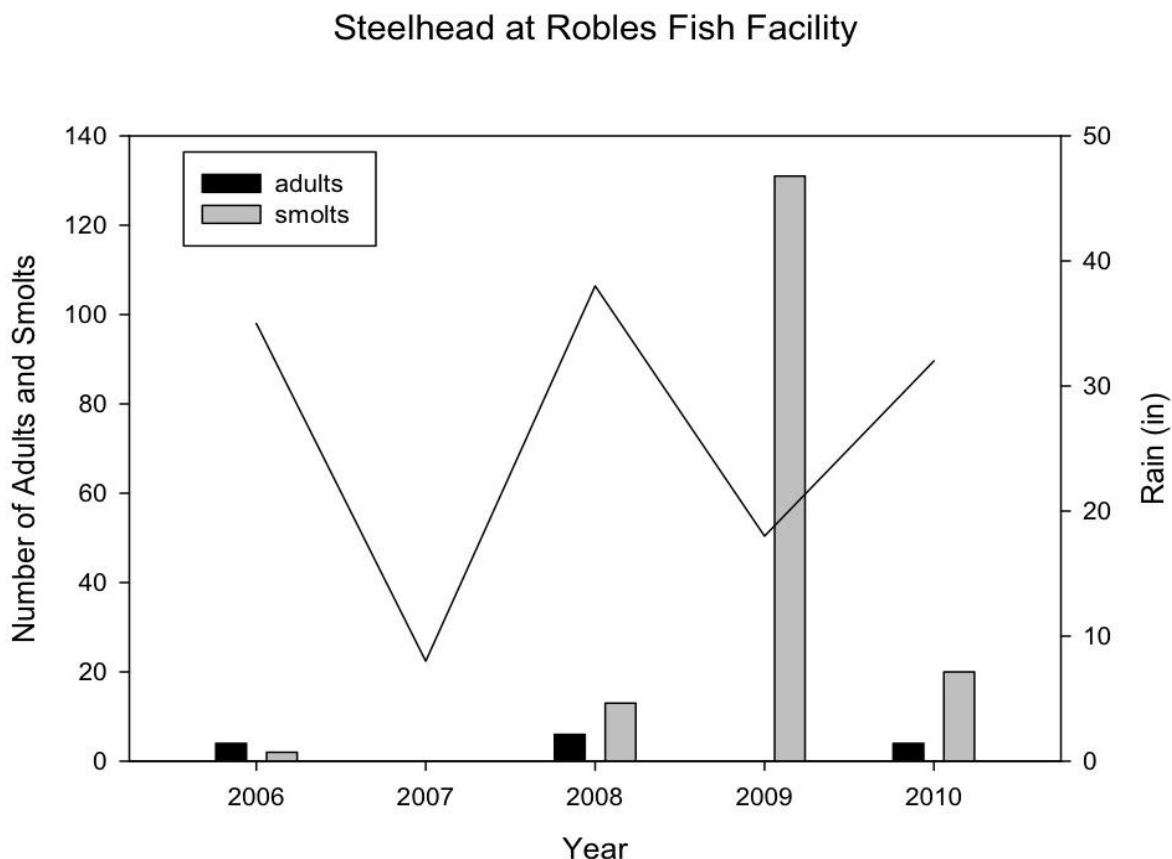 Steelhead at Robles Fish Facility
adults
smolts
140
120
100
80
60
40
20
0
Number of Adults and Smolts
50
40
30
20
10
0
Rain (in)
2006 2007 2008 2009 2010
Year